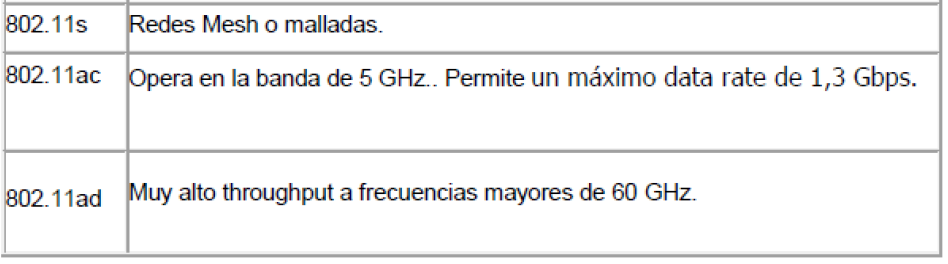 802.11s Redes Mesh o malladas.
802.11ac Opera en la banda de 5 GHz.. Permite un máximo data rate de 1,3 Gbps.
802.11ad Muy alto throughput a frecuencias mayores de 60 GHz.